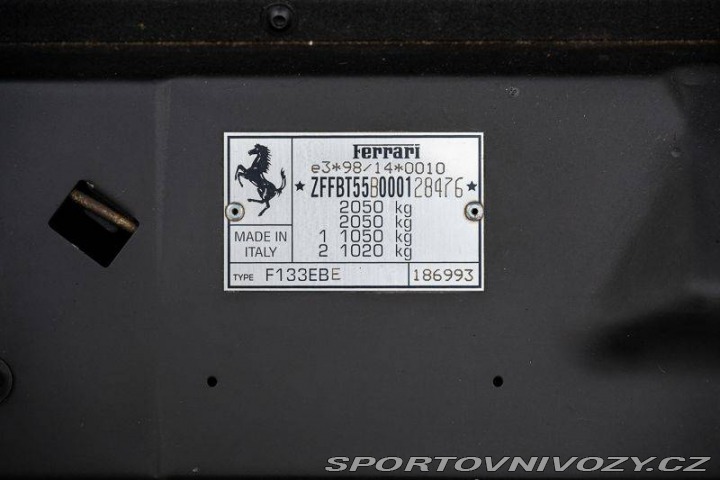 Ferrari
e3*98/14*0010
★ ZFFBT55B000128476 ★
2050 kg
2050 kg
1 1050 kg
2 1020 kg
MADE IN
ITALY
TYPE F133EBE
186993
SPORTOVNIVOZY.CZ